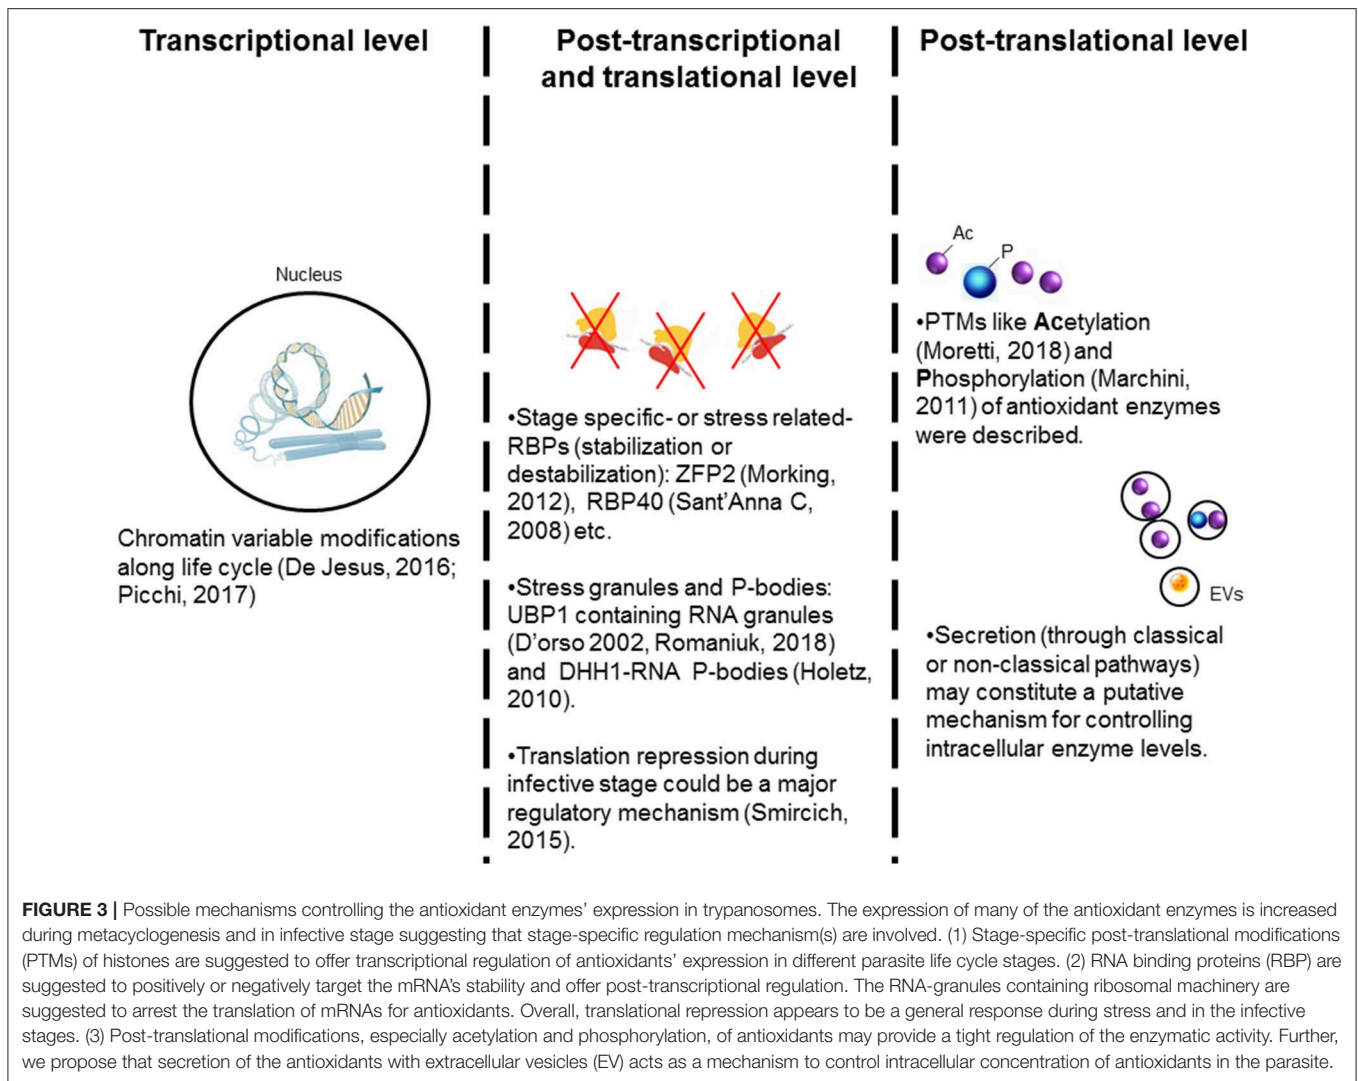 Transcriptional level
Nucleus
Chromatin variable modifications
along life cycle (De Jesus, 2016;
Picchi, 2017)
Post-transcriptional
and translational level
•Stage specific- or stress related-
RBPs (stabilization or
destabilization): ZFP2 (Morking,
2012), RBP40 (Sant'Anna C,
2008) etc.
•Stress granules and P-bodies:
UBP1 containing RNA granules
(D'orso 2002, Romaniuk, 2018)
and DHH1-RNA P-bodies (Holetz,
2010).
•Translation repression during
infective stage could be a major
regulatory mechanism (Smircich,
2015).
Post-translational level
Ac
P
•PTMs like Acetylation
(Moretti, 2018) and
Phosphorylation (Marchini,
2011) of antioxidant enzymes
were described.
EVs
•Secretion (through classical
or non-classical pathways)
may constitute a putative
mechanism for controlling
intracellular enzyme levels.
FIGURE 3 | Possible mechanisms controlling the antioxidant enzymes' expression in trypanosomes. The expression of many of the antioxidant enzymes is increased
during metacyclogenesis and in infective stage suggesting that stage-specific regulation mechanism(s) are involved. (1) Stage-specific post-translational modifications
(PTMs) of histones are suggested to offer transcriptional regulation of antioxidants' expression in different parasite life cycle stages. (2) RNA binding proteins (RBP) are
suggested to positively or negatively target the mRNA's stability and offer post-transcriptional regulation. The RNA-granules containing ribosomal machinery are
suggested to arrest the translation of mRNAs for antioxidants. Overall, translational repression appears to be a general response during stress and in the infective
stages. (3) Post-translational modifications, especially acetylation and phosphorylation, of antioxidants may provide a tight regulation of the enzymatic activity. Further,
we propose that secretion of the antioxidants with extracellular vesicles (EV) acts as a mechanism to control intracellular concentration of antioxidants in the parasite.